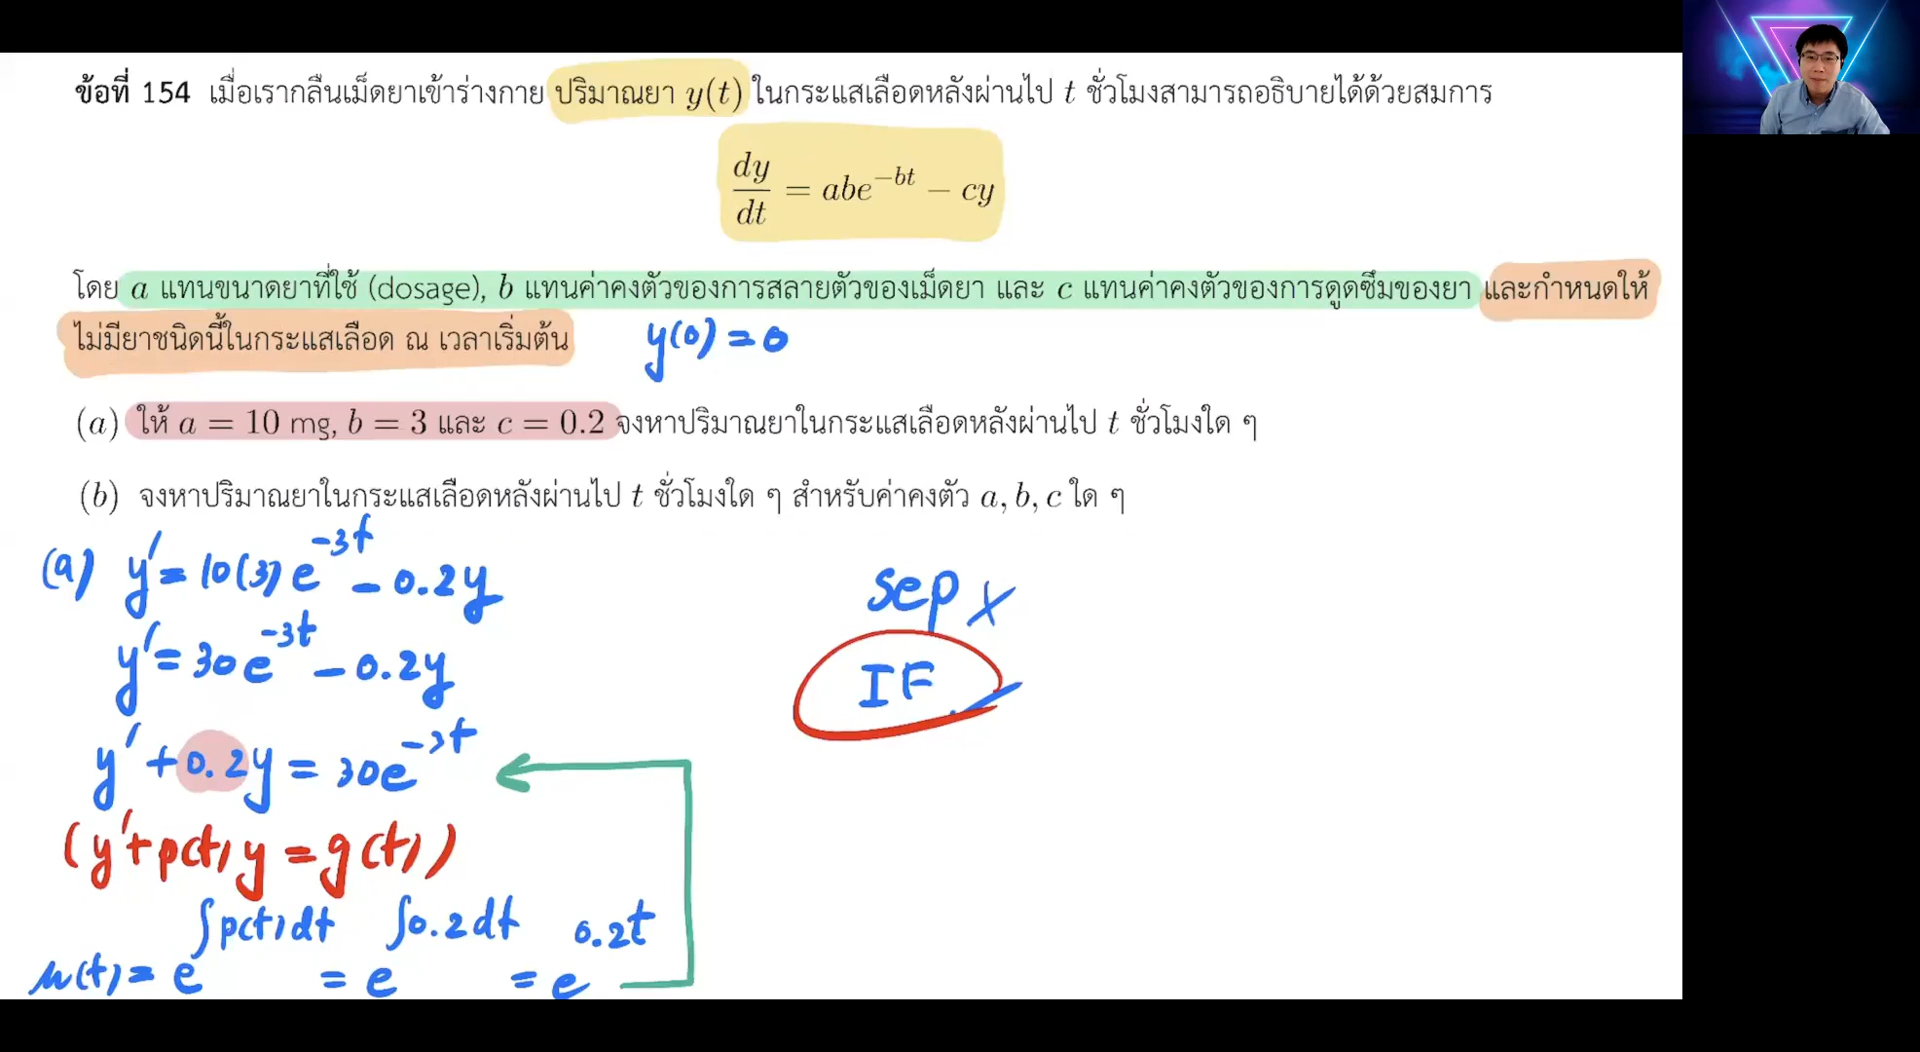 ข้อที่ 154 เมื่อเรากลืนเม็ดยาเข้าร่างกาย ปริมาณยา y(t) ในกระแสเลือดหลังผ่านไป t ชั่วโมงสามารถอธิบายได้ด้วยสมการ
dy/dt = abe^{-bt} - cy
โดย a แทนขนาดยาที่ใช้ (dosage), b แทนค่าคงตัวของการสลายตัวของเม็ดยา และ c แทนค่าคงตัวของการดูดซึมของยา และกำหนดให้
ไม่มียาชนิดนี้ในกระแสเลือด ณ เวลาเริ่มต้น y(0) = 0
(a) ให้ a = 10 mg, b = 3 และ c = 0.2 จงหาปริมาณยาในกระแสเลือดหลังผ่านไป t ชั่วโมงใด ๆ
(b) จงหาปริมาณยาในกระแสเลือดหลังผ่านไป t ชั่วโมงใด ๆ สำหรับค่าคงตัว a, b, c ใด ๆ
(a) y' = 10(3)e^{-3t} - 0.2y
sep x
y' = 30e^{-3t} - 0.2y
IF ✓
y' + 0.2y = 30e^{-3t}
(y' + p(t)y = g(t))
μ(t) = e^{∫p(t)dt} = e^{∫0.2dt} = e^{0.2t}